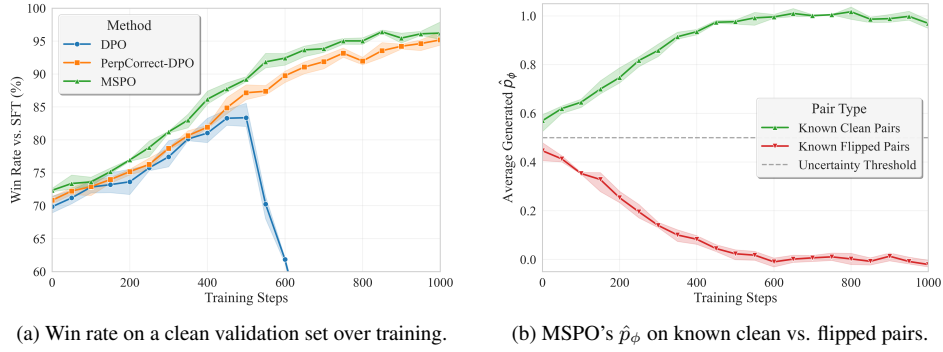 100
95
90
85
80
75
70
65
60
Win Rate vs. SFT (%)
Method
DPO
PerpCorrect-DPO
MSPO
0 200 400 600 800 1000
Training Steps
(a) Win rate on a clean validation set over training.
1.0
0.8
0.6
0.4
0.2
0.0
Average Generated p̂ϕ
Pair Type
Known Clean Pairs
Known Flipped Pairs
Uncertainty Threshold
0 200 400 600 800 1000
Training Steps
(b) MSPO's p̂ϕ on known clean vs. flipped pairs.